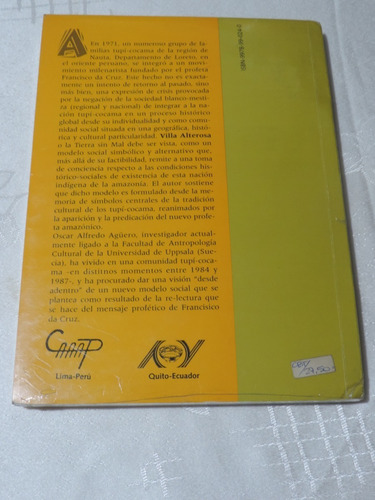 A
En 1971, un numeroso grupo de fa-
milias tupí-cocama de la región de
Nauta, Departamento de Loreto, en
el oriente peruano, se integró a un movi-
miento milenarista fundado por el profeta
Francisco da Cruz. Este hecho no es exacta-
mente un intento de retorno al pasado, sino
más bien, una expresión de crisis provocada
por la negación de la sociedad blanco-mesti-
za (regional y nacional) de integrar a la na-
ción tupí-cocama en un proceso histórico
global desde su individualidad y como comu-
nidad social situada en una geográfica, histó-
rica y cultural particularidad. Villa Alterosa
o la Tierra sin Mal debe ser vista, como un
modelo social simbólico y alternativo que,
más allá de su factibilidad, remite a una toma
de conciencia respecto a las condiciones his-
tórico-sociales de existencia de esta nación
indígena de la amazonía. El autor sostiene
que dicho modelo es formulado desde la me-
moria de símbolos centrales de la tradición
cultural de los tupí-cocama, reanimados por
la aparición y la predicación del nuevo profe-
ta amazónico.
Oscar Alfredo Agüero, investigador actual-
mente ligado a la Facultad de Antropología
Cultural de la Universidad de Uppsala (Sue-
cia), ha vivido en una comunidad tupí-coca-
ma -en distitnos momentos entre 1984 y
1987-, y ha procurado dar una visión "desde
adentro" de un nuevo modelo social que se
plantea como resultado de la re-lectura que
se hace del mensaje profético de Francisco
da Cruz.
CAAAP
Lima-Perú
Quito-Ecuador